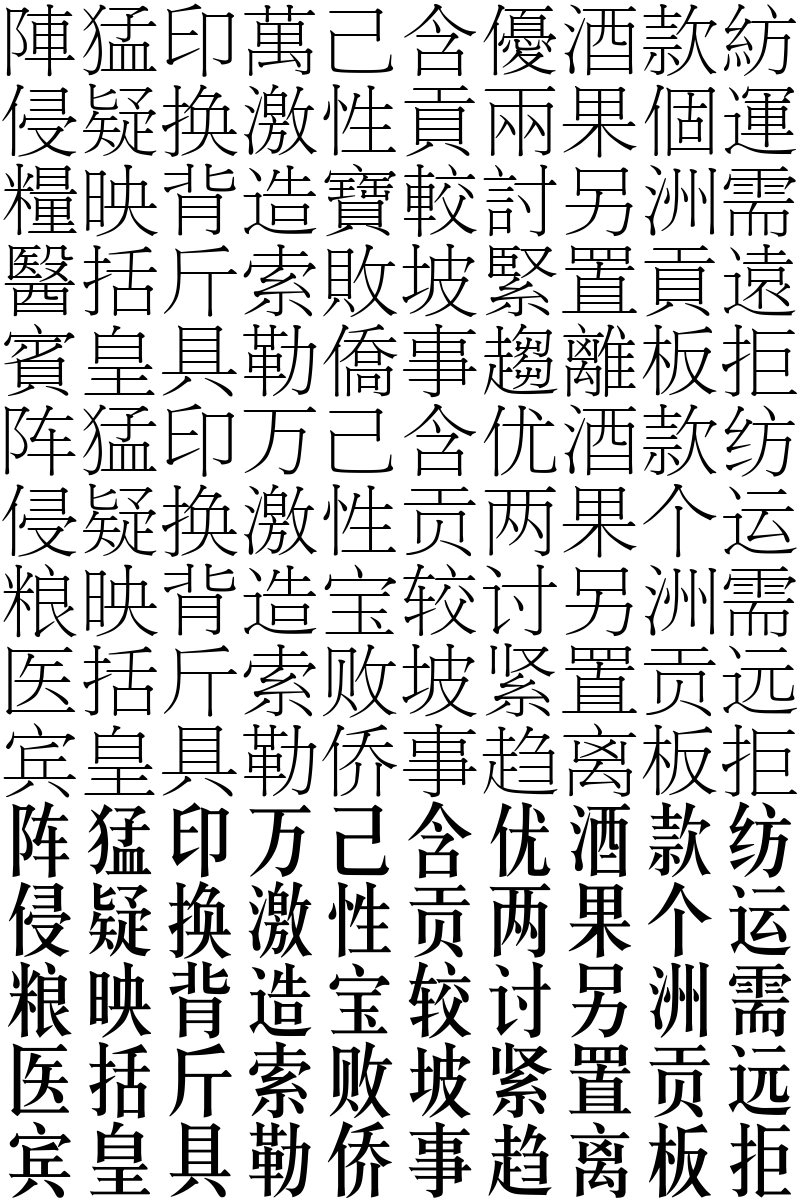 陣猛印萬己含優酒款紡
侵疑换激性貢兩果個運
糧映背造寶較討另洲需
醫括斤索敗坡緊置貢遠
賓皇具勒僑事趨離板拒
阵猛印万己含优酒款纺
侵疑换激性贡两果个运
粮映背造宝较讨另洲需
医括斤索败坡紧置贡远
宾皇具勒侨事趋离板拒
阵猛印万己含优酒款纺
侵疑换激性贡两果个运
粮映背造宝较讨另洲需
医括斤索败坡紧置贡远
宾皇具勒侨事趋离板拒